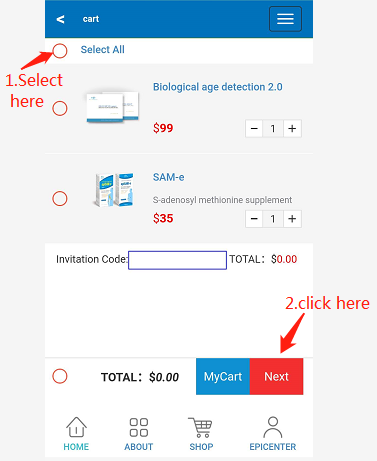 < cart
Select All
1.Select
here
Biological age detection 2.0
$99
− 1 +
SAM-e
S-adenosyl methionine supplement
$35
− 1 +
Invitation Code: TOTAL: $0.00
2.click here
TOTAL: $0.00 MyCart Next
HOME ABOUT SHOP EPICENTER